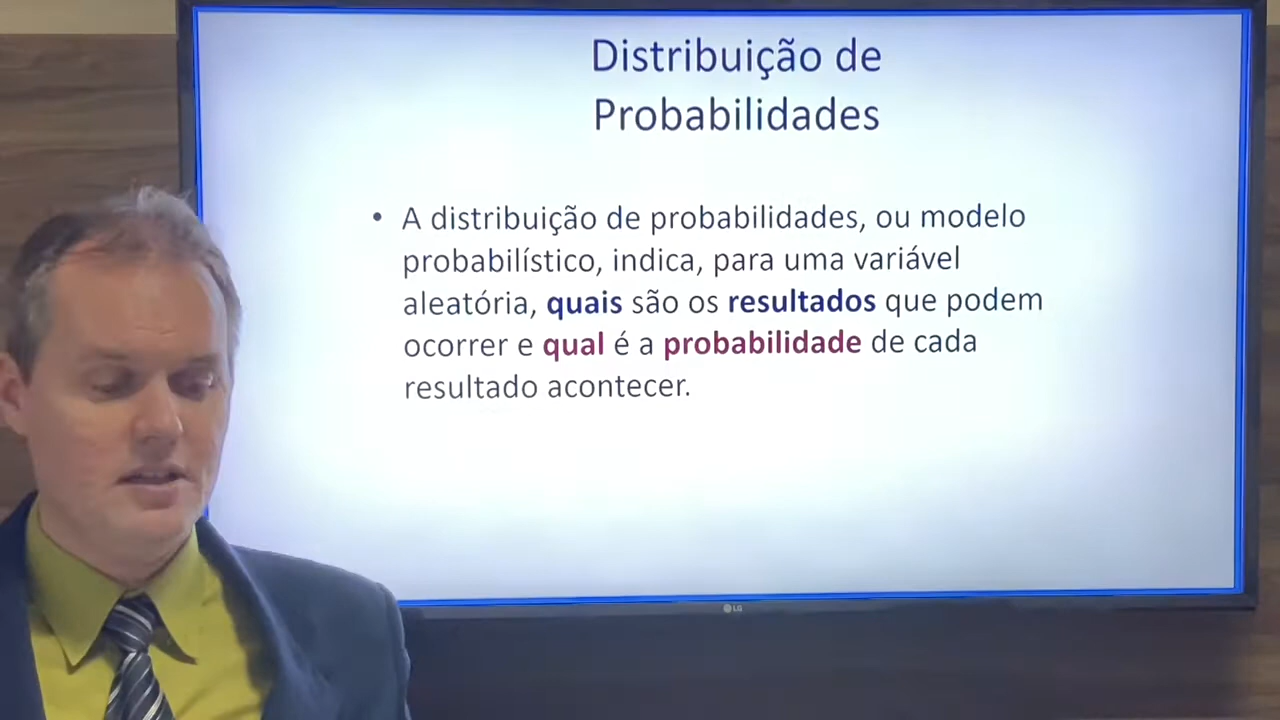 Distribuição de
Probabilidades
• A distribuição de probabilidades, ou modelo
probabilístico, indica, para uma variável
aleatória, quais são os resultados que podem
ocorrer e qual é a probabilidade de cada
resultado acontecer.
LG